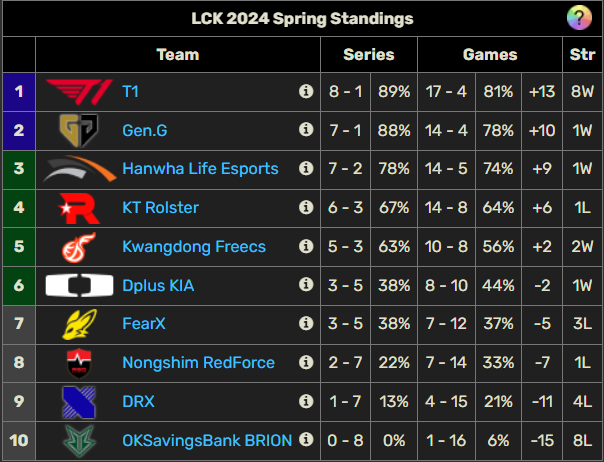 LCK 2024 Spring Standings ?
Team Series Games Str
1 T1 8 - 1 89% 17 - 4 81% +13 8W
2 Gen.G 7 - 1 88% 14 - 4 78% +10 1W
3 Hanwha Life Esports 7 - 2 78% 14 - 5 74% +9 1W
4 KT Rolster 6 - 3 67% 14 - 8 64% +6 1L
5 Kwangdong Freecs 5 - 3 63% 10 - 8 56% +2 2W
6 Dplus KIA 3 - 5 38% 8 - 10 44% -2 1W
7 FearX 3 - 5 38% 7 - 12 37% -5 3L
8 Nongshim RedForce 2 - 7 22% 7 - 14 33% -7 1L
9 DRX 1 - 7 13% 4 - 15 21% -11 4L
10 OKSavingsBank BRION 0 - 8 0% 1 - 16 6% -15 8L